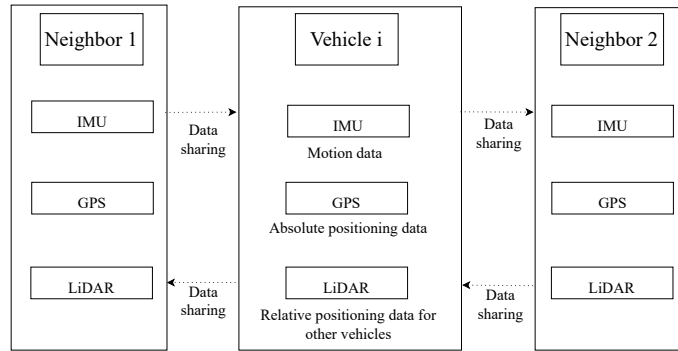 Neighbor 1
IMU
GPS
LiDAR
Data
sharing
Data
sharing
Vehicle i
IMU
Motion data
GPS
Absolute positioning data
LiDAR
Relative positioning data for
other vehicles
Data
sharing
Data
sharing
Neighbor 2
IMU
GPS
LiDAR